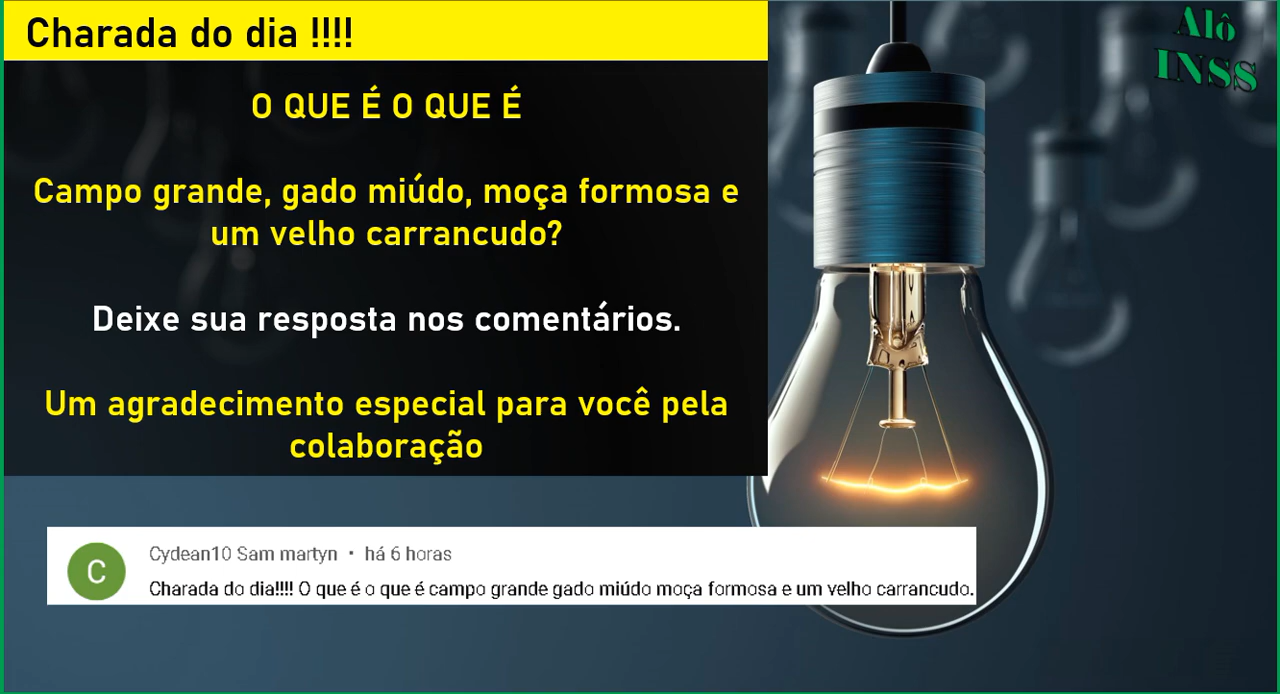 Charada do dia !!!!
Alô
INSS
O QUE É O QUE É
Campo grande, gado miúdo, moça formosa e
um velho carrancudo?
Deixe sua resposta nos comentários.
Um agradecimento especial para você pela
colaboração
C
Cydean10 Sam martyn • há 6 horas
Charada do dia!!!! O que é o que é campo grande gado miúdo moça formosa e um velho carrancudo.